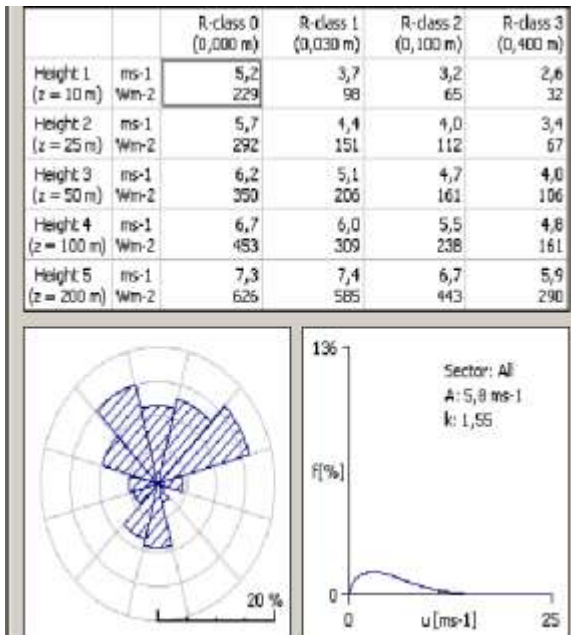 R-class 0 R-class 1 R-class 2 R-class 3
(0,000 m) (0,030 m) (0,100 m) (0,400 m)
Height 1 ms-1 5,2 3,7 3,2 2,6
(z = 10 m) Wm-2 229 98 65 32
Height 2 ms-1 5,7 4,4 4,0 3,4
(z = 25 m) Wm-2 292 151 112 67
Height 3 ms-1 6,2 5,1 4,7 4,0
(z = 50 m) Wm-2 350 206 161 106
Height 4 ms-1 6,7 6,0 5,5 4,8
(z = 100 m) Wm-2 453 309 238 161
Height 5 ms-1 7,3 7,4 6,7 5,9
(z = 200 m) Wm-2 626 585 443 290
20 %
136
Sector: All
A: 5,8 ms-1
k: 1,55
f[%]
0
0 u[ms-1] 25